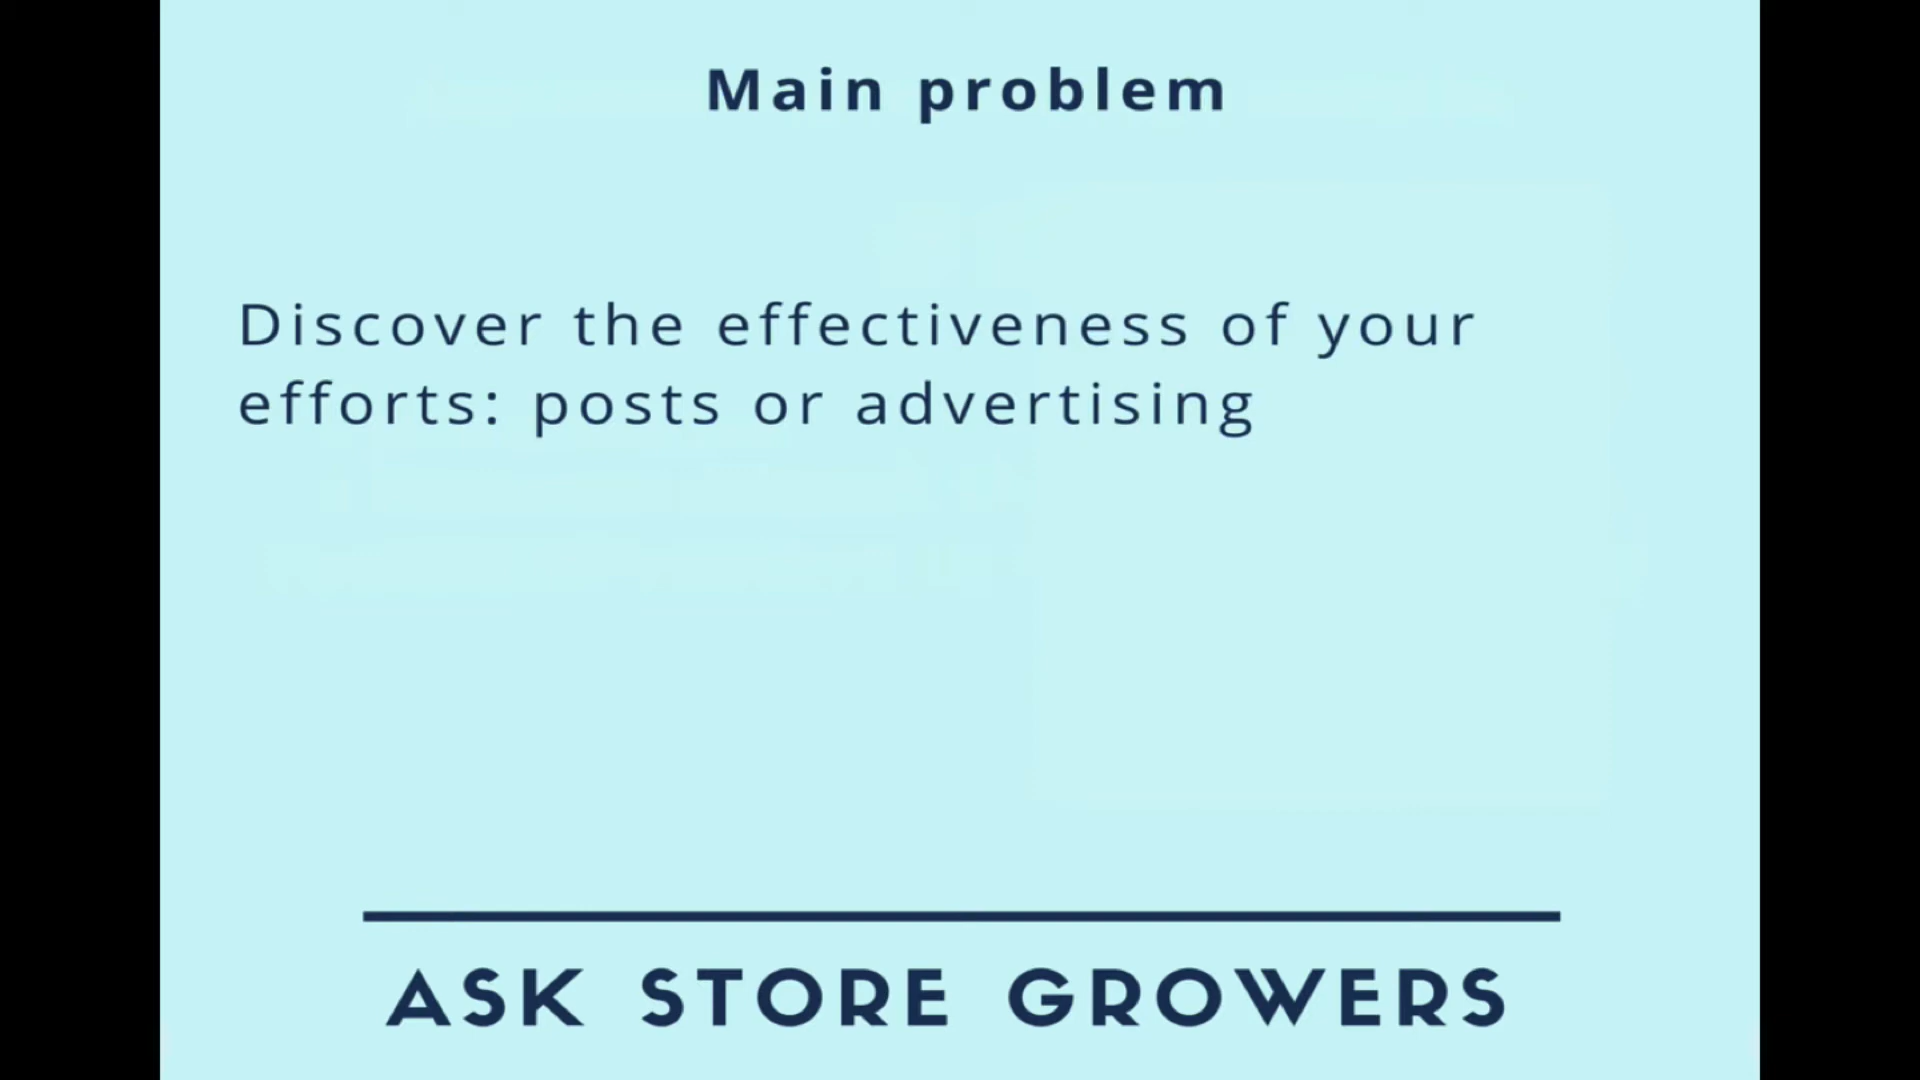 Main problem
Discover the effectiveness of your
efforts: posts or advertising
ASK STORE GROWERS